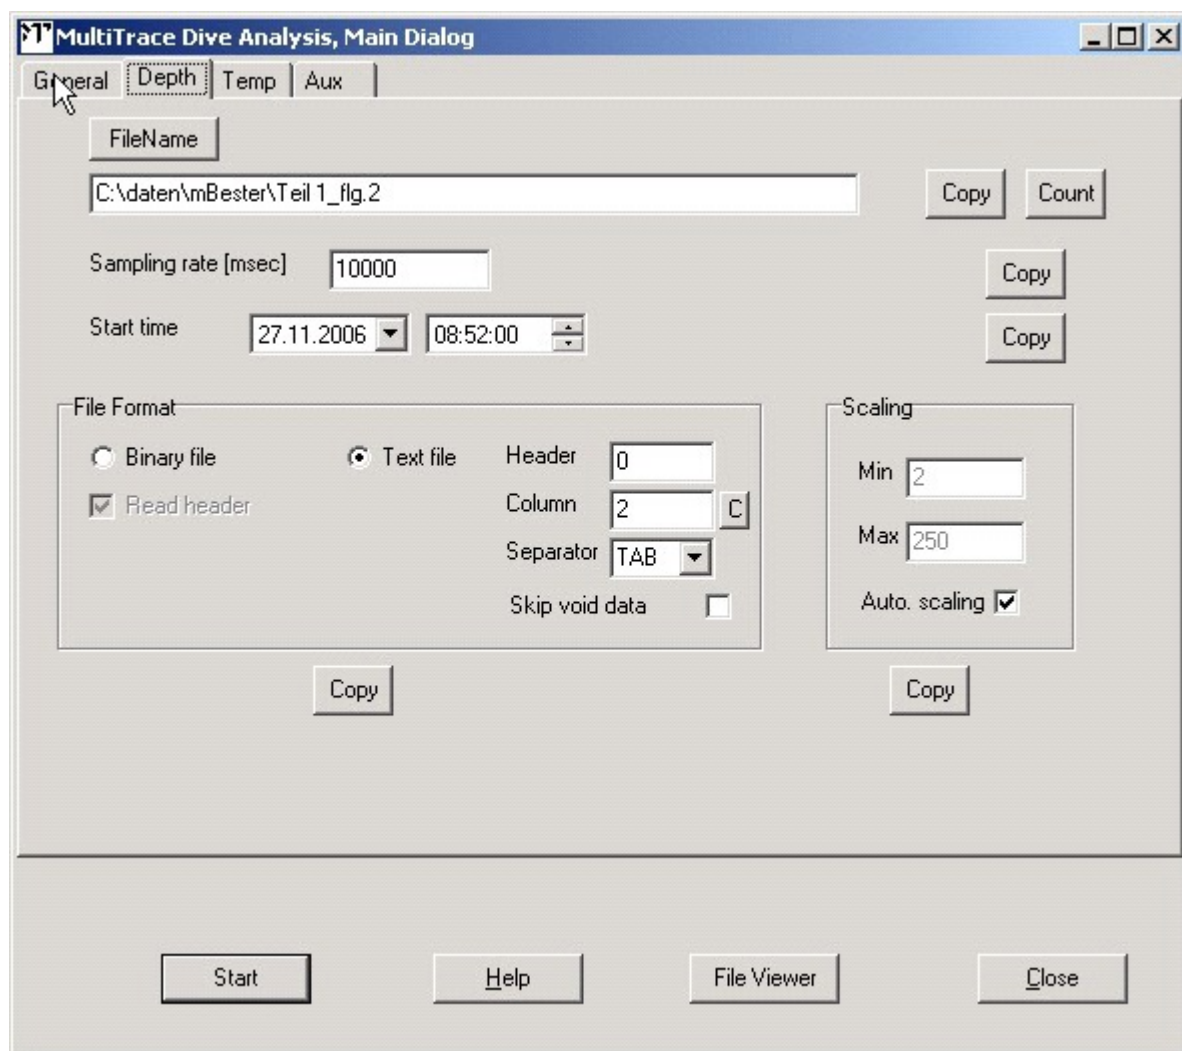 MultiTrace Dive Analysis, Main Dialog
General Depth Temp Aux
FileName
C:\daten\mBester\Teil 1_flg.2 Copy Count
Sampling rate [msec] 10000 Copy
Start time 27.11.2006 08:52:00 Copy
File Format
Binary file Text file Header 0
Read header Column 2 C
Separator TAB
Skip void data
Copy
Scaling
Min 2
Max 250
Auto. scaling
Copy
Start Help File Viewer Close